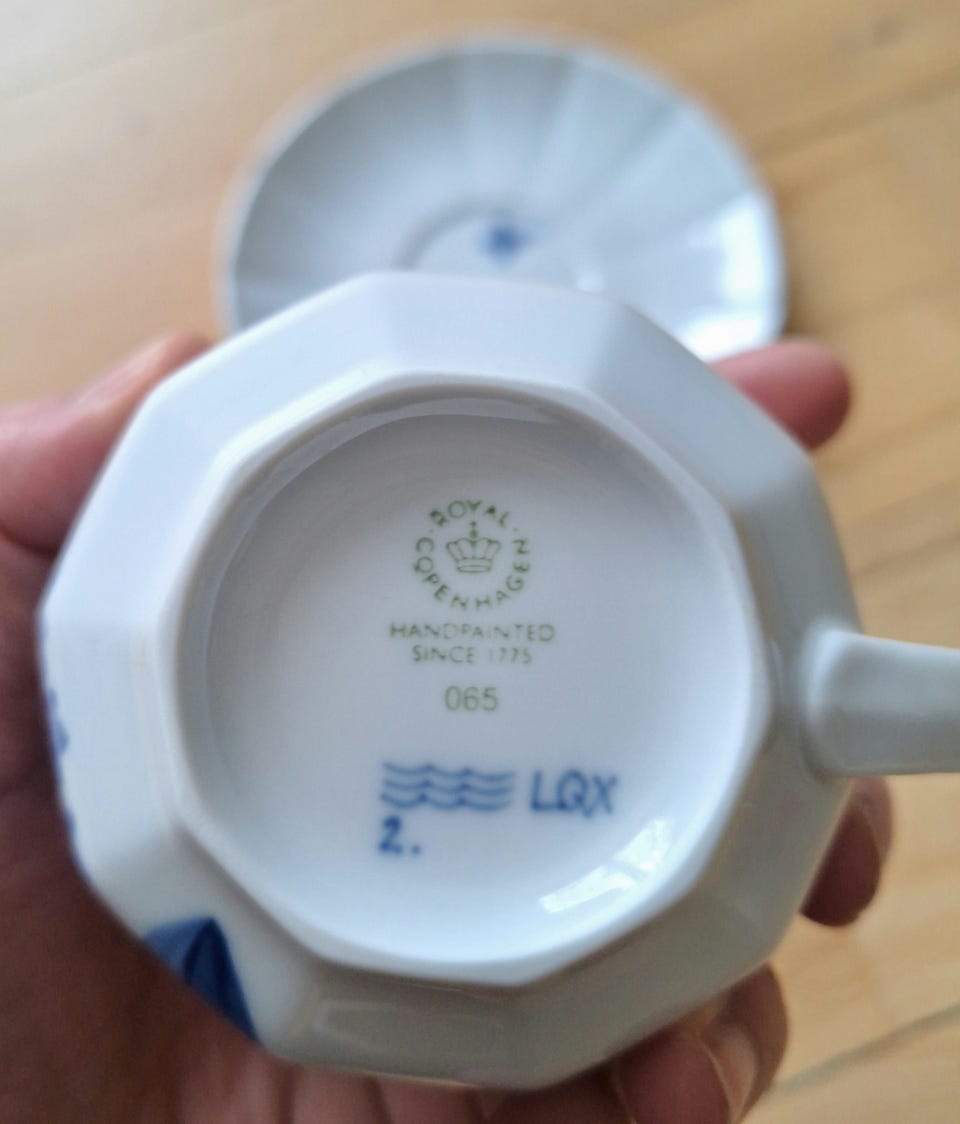 ROYAL
COPENHAGEN
HANDPAINTED
SINCE 1775
065
LQX
2.